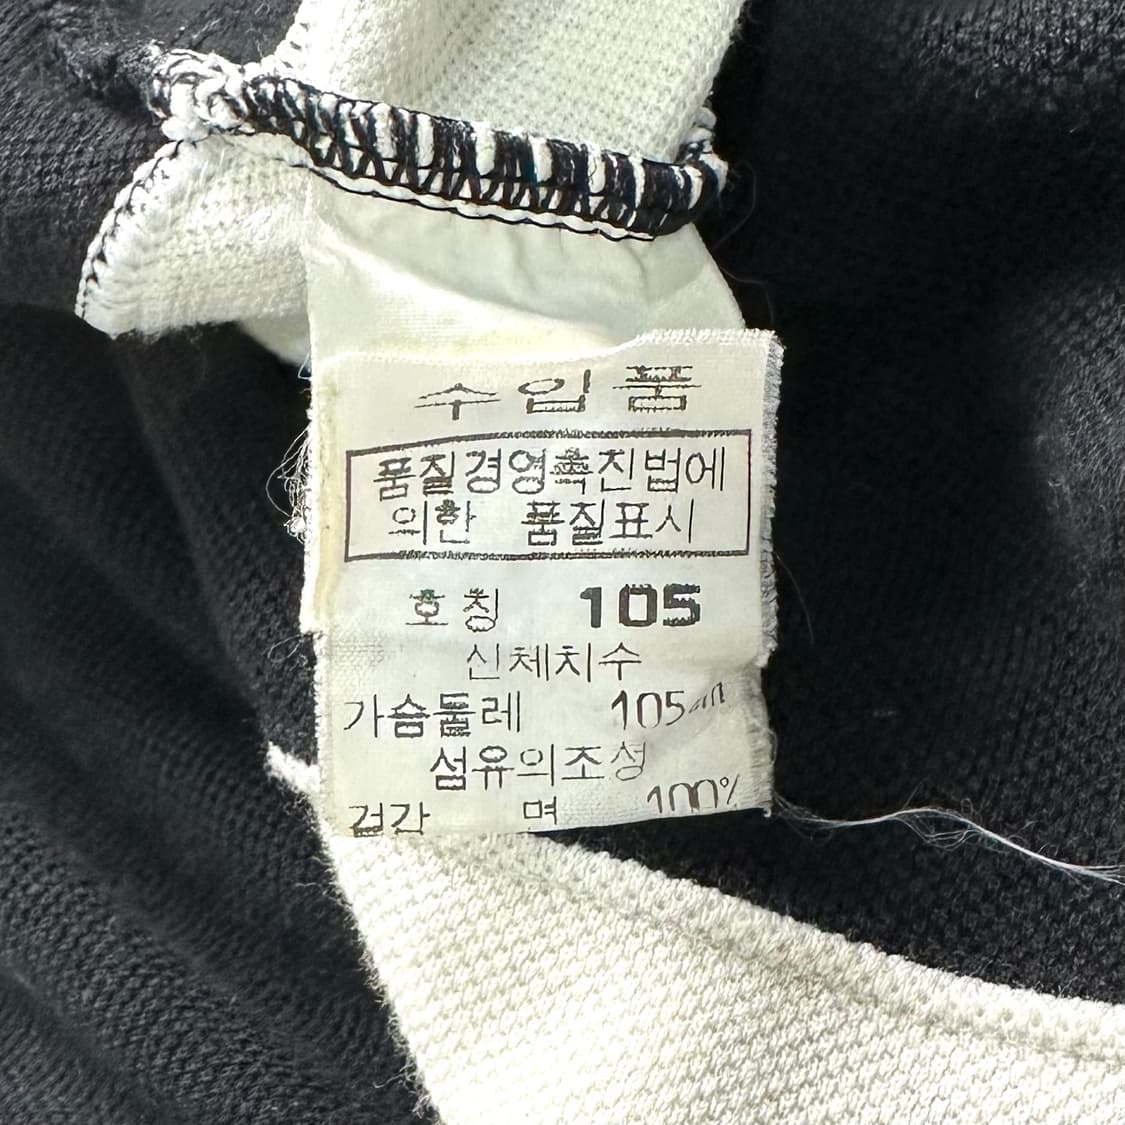 수입품
품질경영촉진법에
의한 품질표시
호칭 105
신체치수
가슴둘레 105cm
섬유의조성
겉감 면 100%